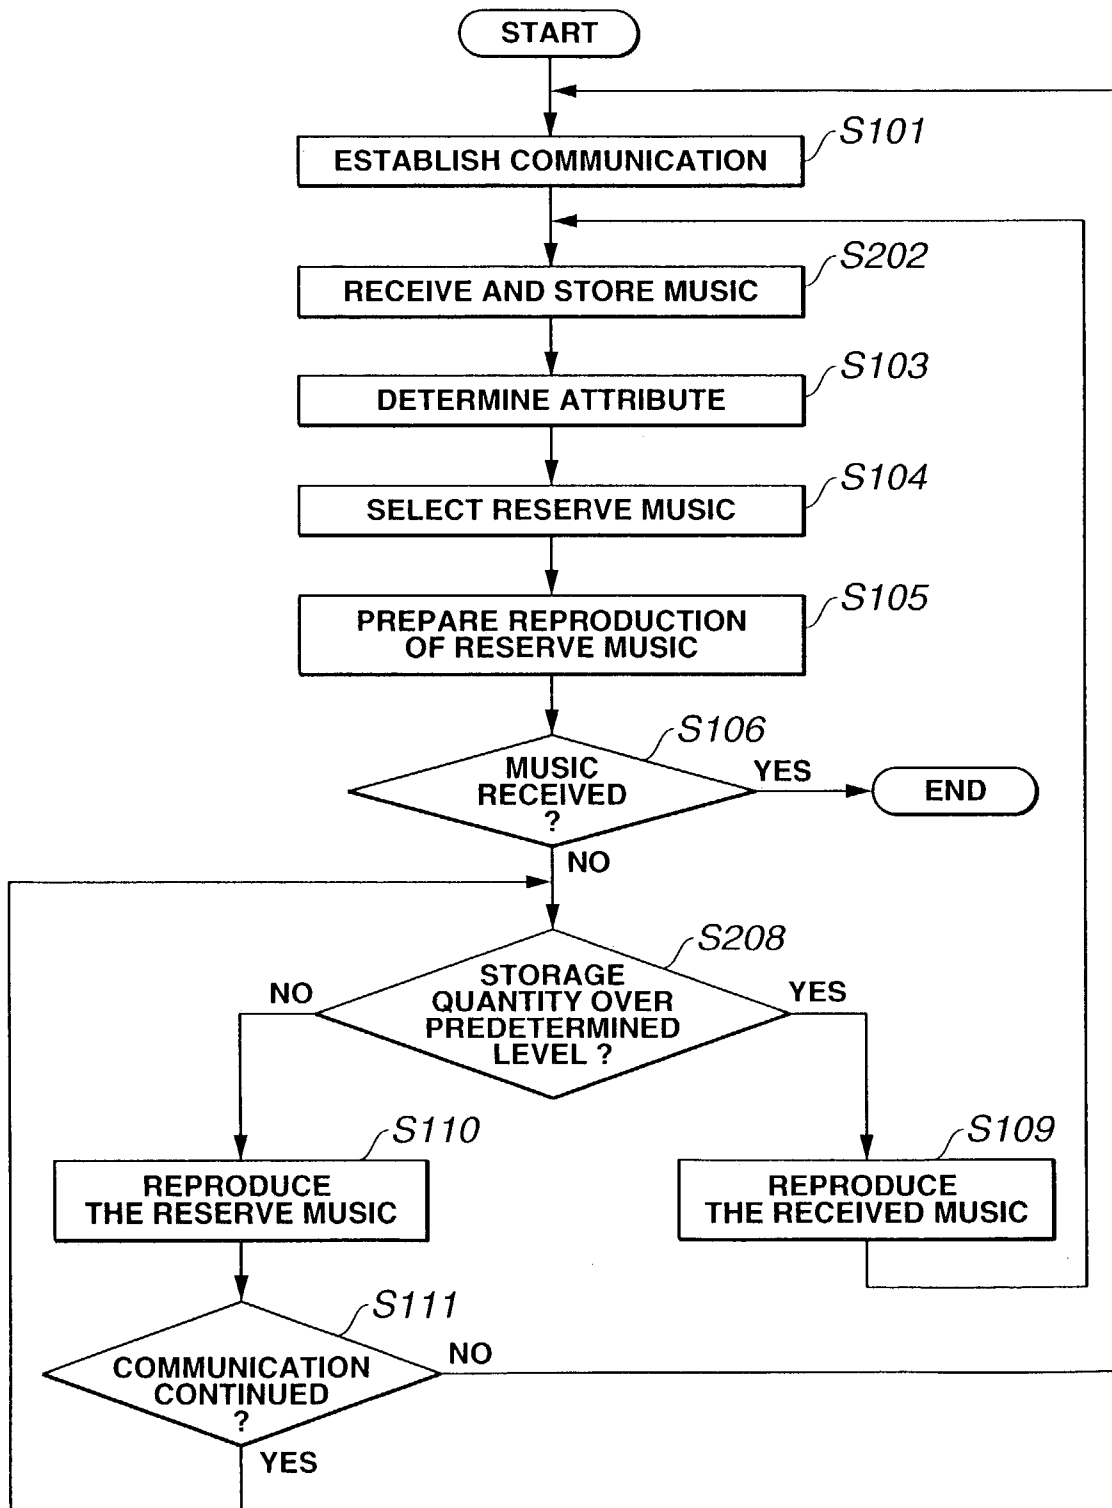 START
S101
ESTABLISH COMMUNICATION
S202
RECEIVE AND STORE MUSIC
S103
DETERMINE ATTRIBUTE
S104
SELECT RESERVE MUSIC
S105
PREPARE REPRODUCTION
OF RESERVE MUSIC
S106
MUSIC
RECEIVED
?
YES
END
NO
S208
STORAGE
QUANTITY OVER
PREDETERMINED
LEVEL ?
NO
YES
S110
REPRODUCE
THE RESERVE MUSIC
S109
REPRODUCE
THE RECEIVED MUSIC
S111
COMMUNICATION
CONTINUED
?
NO
YES